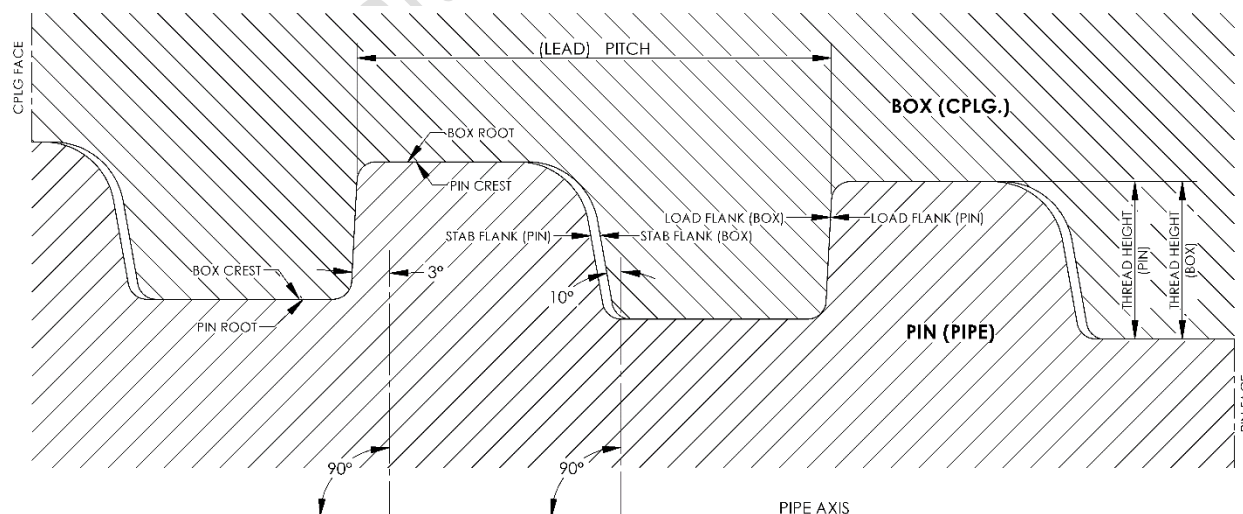 (LEAD) PITCH
CPLG FACE
BOX (CPLG.)
BOX ROOT
PIN CREST
LOAD FLANK (BOX)
LOAD FLANK (PIN)
STAB FLANK (PIN)
STAB FLANK (BOX)
THREAD HEIGHT
(PIN)
THREAD HEIGHT
(BOX)
BOX CREST
3°
10°
PIN ROOT
PIN (PIPE)
PIN FACE
90°
90°
PIPE AXIS